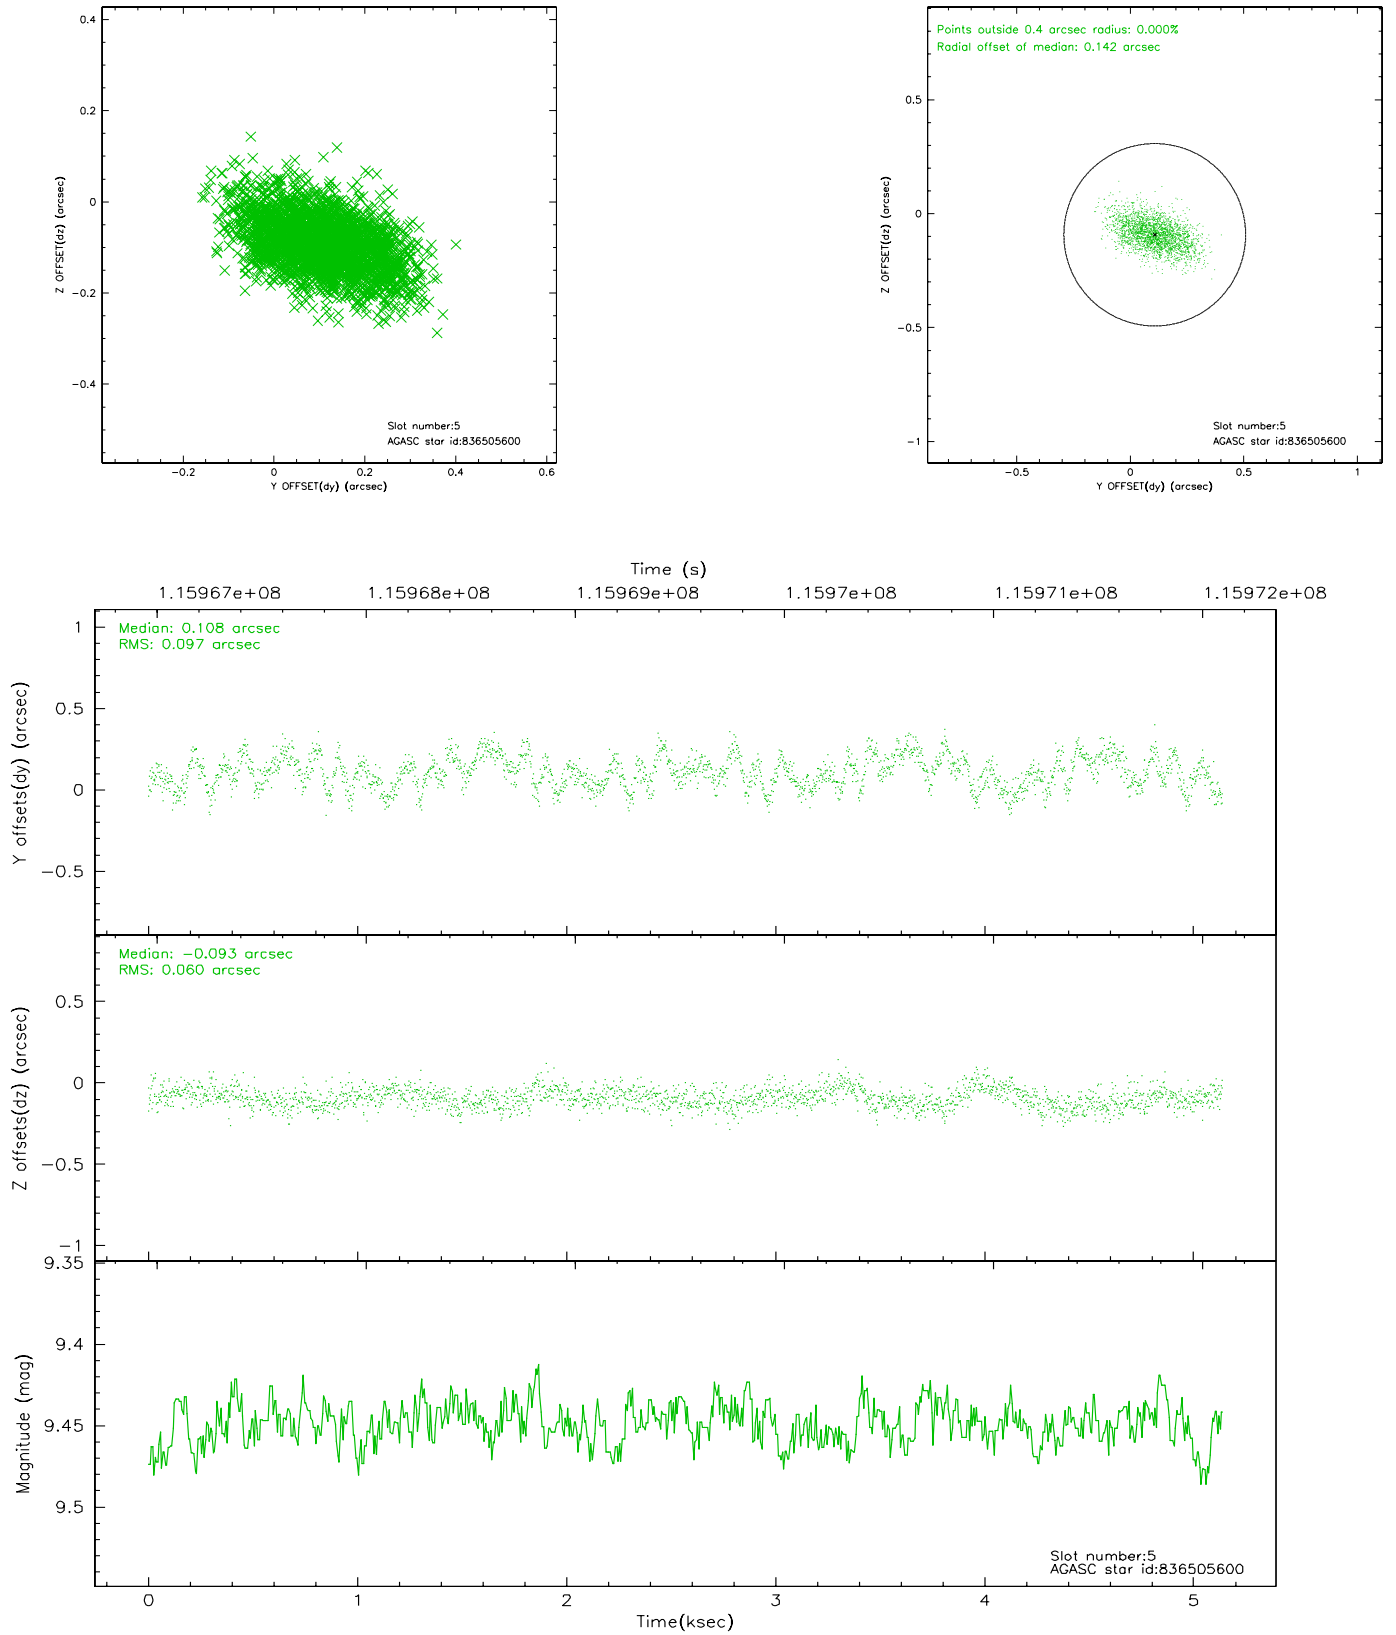 0.4
0.2
0
−0.2
−0.4
Z OFFSET(dz) (arcsec)
Slot number:5
AGASC star id:836505600
−0.2 0 0.2 0.4 0.6
Y OFFSET(dy) (arcsec)
Points outside 0.4 arcsec radius: 0.000%
Radial offset of median: 0.142 arcsec
0.5
0
−0.5
−1
Z OFFSET(dz) (arcsec)
Slot number:5
AGASC star id:836505600
−0.5 0 0.5 1
Y OFFSET(dy) (arcsec)
Time (s)
1.15967e+08 1.15968e+08 1.15969e+08 1.1597e+08 1.15971e+08 1.15972e+08
Median: 0.108 arcsec
RMS: 0.097 arcsec
1
0.5
0
−0.5
Y offsets(dy) (arcsec)
Median: −0.093 arcsec
RMS: 0.060 arcsec
0.5
0
−0.5
−1
Z offsets(dz) (arcsec)
9.35
9.4
9.45
9.5
Magnitude (mag)
Slot number:5
AGASC star id:836505600
0 1 2 3 4 5
Time(ksec)